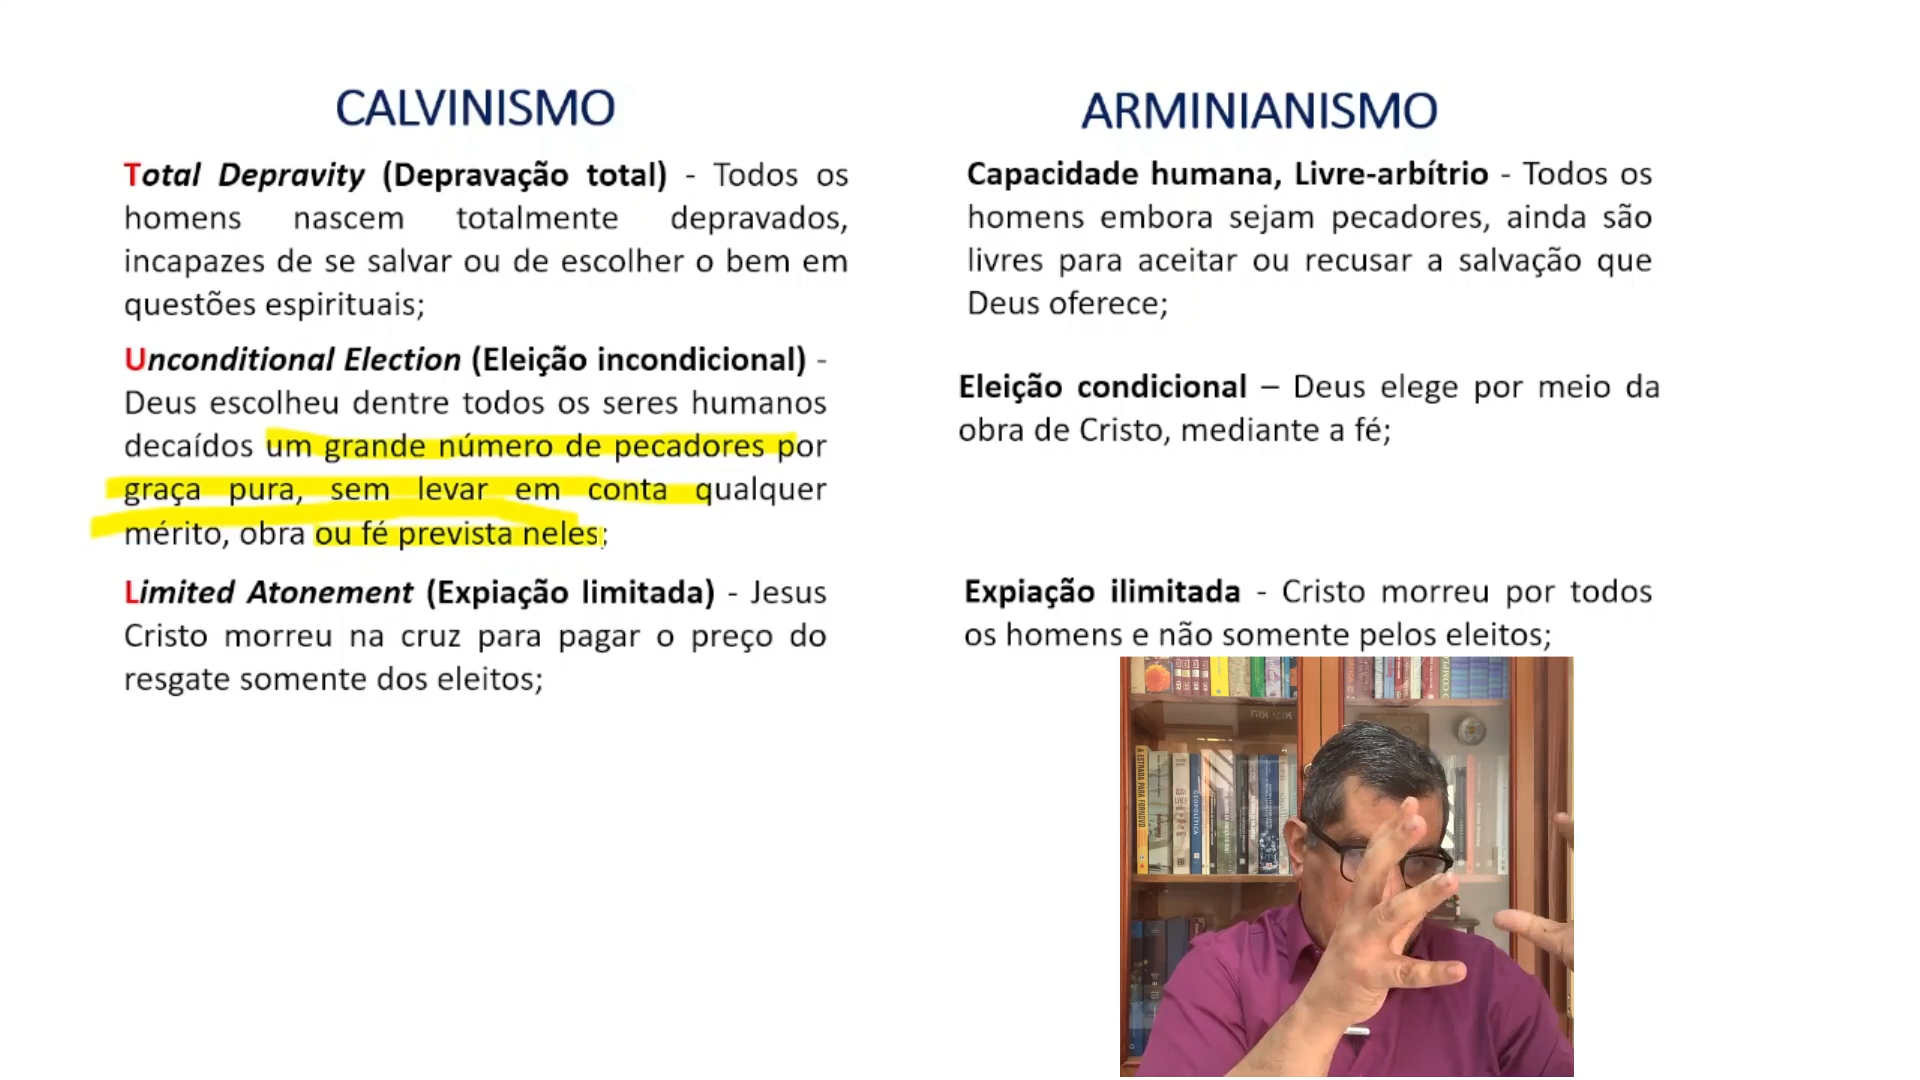 CALVINISMO
Total Depravity (Depravação total) - Todos os
homens nascem totalmente depravados,
incapazes de se salvar ou de escolher o bem em
questões espirituais;
Unconditional Election (Eleição incondicional) -
Deus escolheu dentre todos os seres humanos
decaídos um grande número de pecadores por
graça pura, sem levar em conta qualquer
mérito, obra ou fé prevista neles;
Limited Atonement (Expiação limitada) - Jesus
Cristo morreu na cruz para pagar o preço do
resgate somente dos eleitos;
ARMINIANISMO
Capacidade humana, Livre-arbítrio - Todos os
homens embora sejam pecadores, ainda são
livres para aceitar ou recusar a salvação que
Deus oferece;
Eleição condicional – Deus elege por meio da
obra de Cristo, mediante a fé;
Expiação ilimitada - Cristo morreu por todos
os homens e não somente pelos eleitos;
A ESTRADA PARA FORNOVO
GEOPOLÍTICA